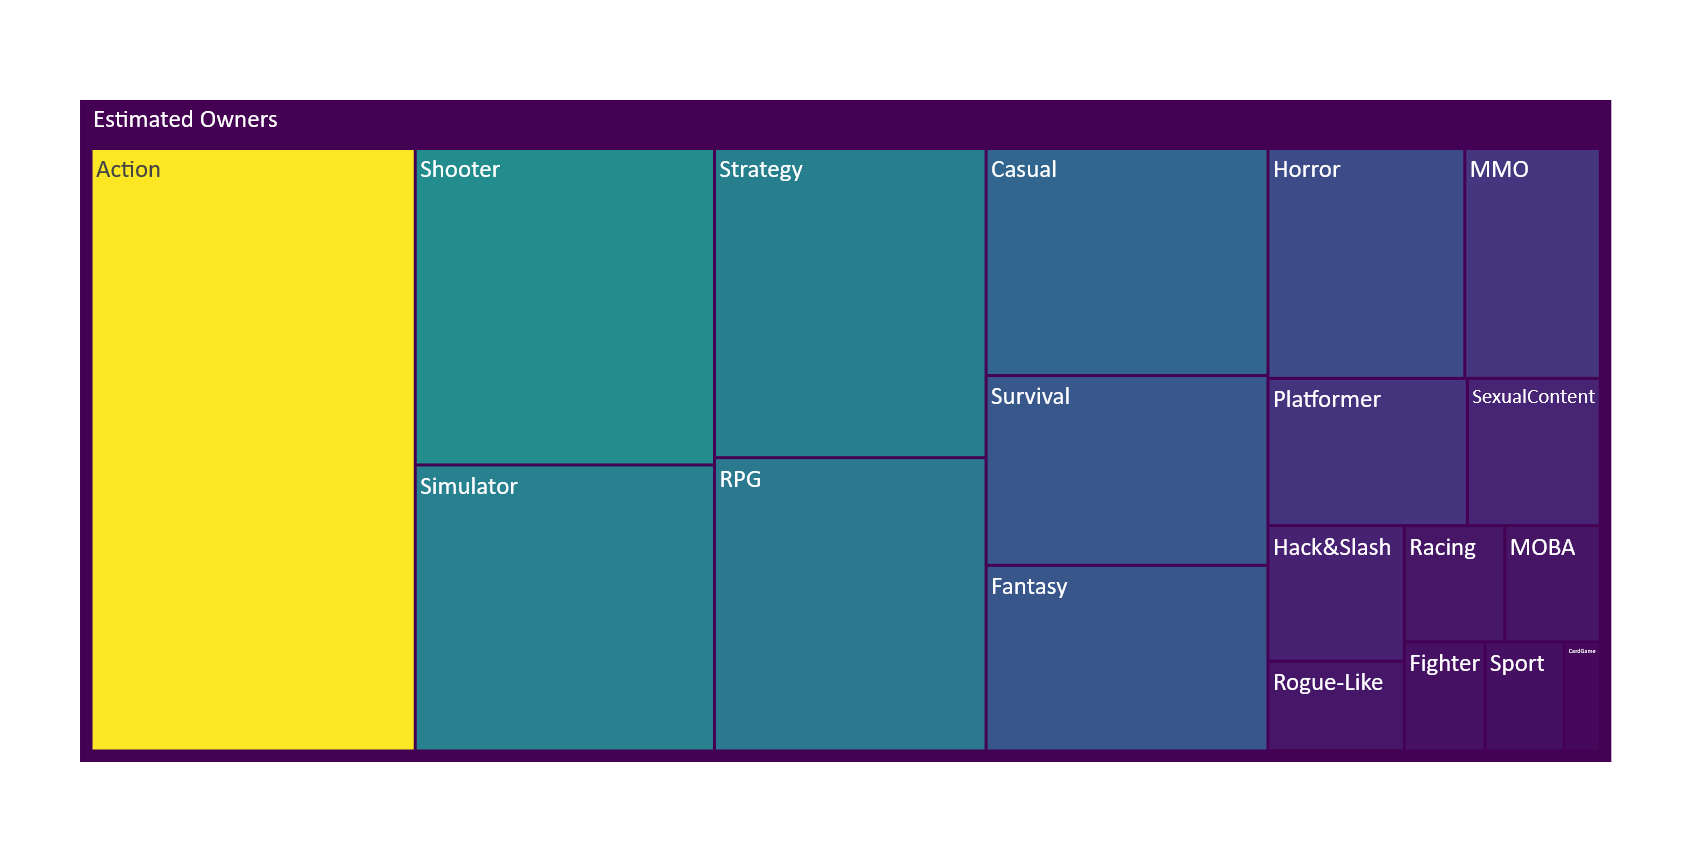 Estimated Owners
Action
Shooter
Strategy
Casual
Horror
MMO
Survival
Platformer
SexualContent
Simulator
RPG
Fantasy
Hack&Slash
Racing
MOBA
Rogue-Like
Fighter
Sport
CardGame